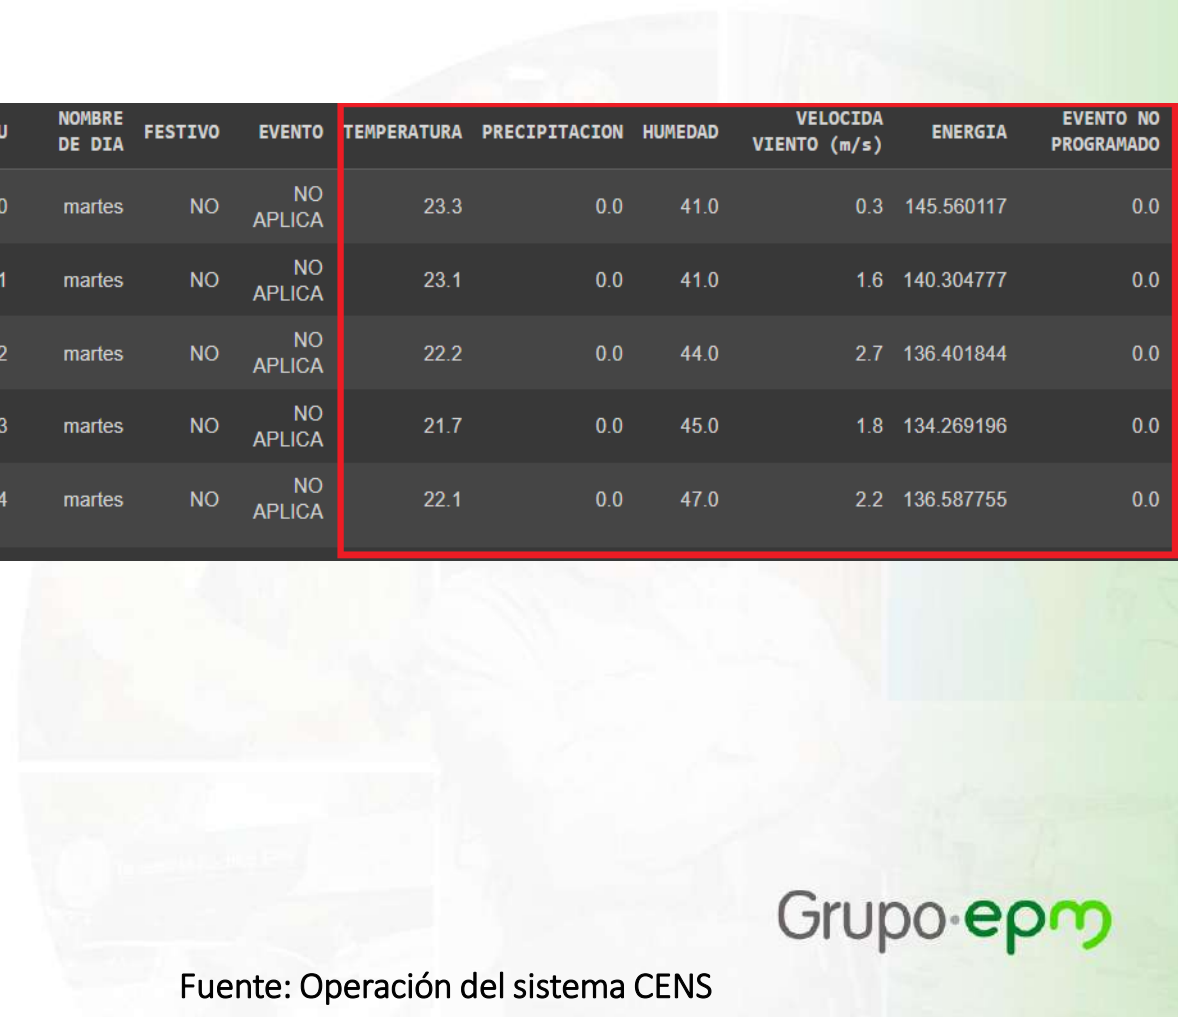 U NOMBRE DE DIA FESTIVO EVENTO TEMPERATURA PRECIPITACION HUMEDAD VELOCIDA VIENTO (m/s) ENERGIA EVENTO NO PROGRAMADO
0 martes NO NO APLICA 23.3 0.0 41.0 0.3 145.560117 0.0
1 martes NO NO APLICA 23.1 0.0 41.0 1.6 140.304777 0.0
2 martes NO NO APLICA 22.2 0.0 44.0 2.7 136.401844 0.0
3 martes NO NO APLICA 21.7 0.0 45.0 1.8 134.269196 0.0
4 martes NO NO APLICA 22.1 0.0 47.0 2.2 136.587755 0.0
Grupo·epm
Fuente: Operación del sistema CENS